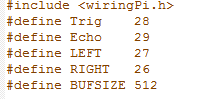 #include <wiringPi.h>
#define Trig    28
#define Echo    29
#define LEFT    27
#define RIGHT   26
#define BUFSIZE 512